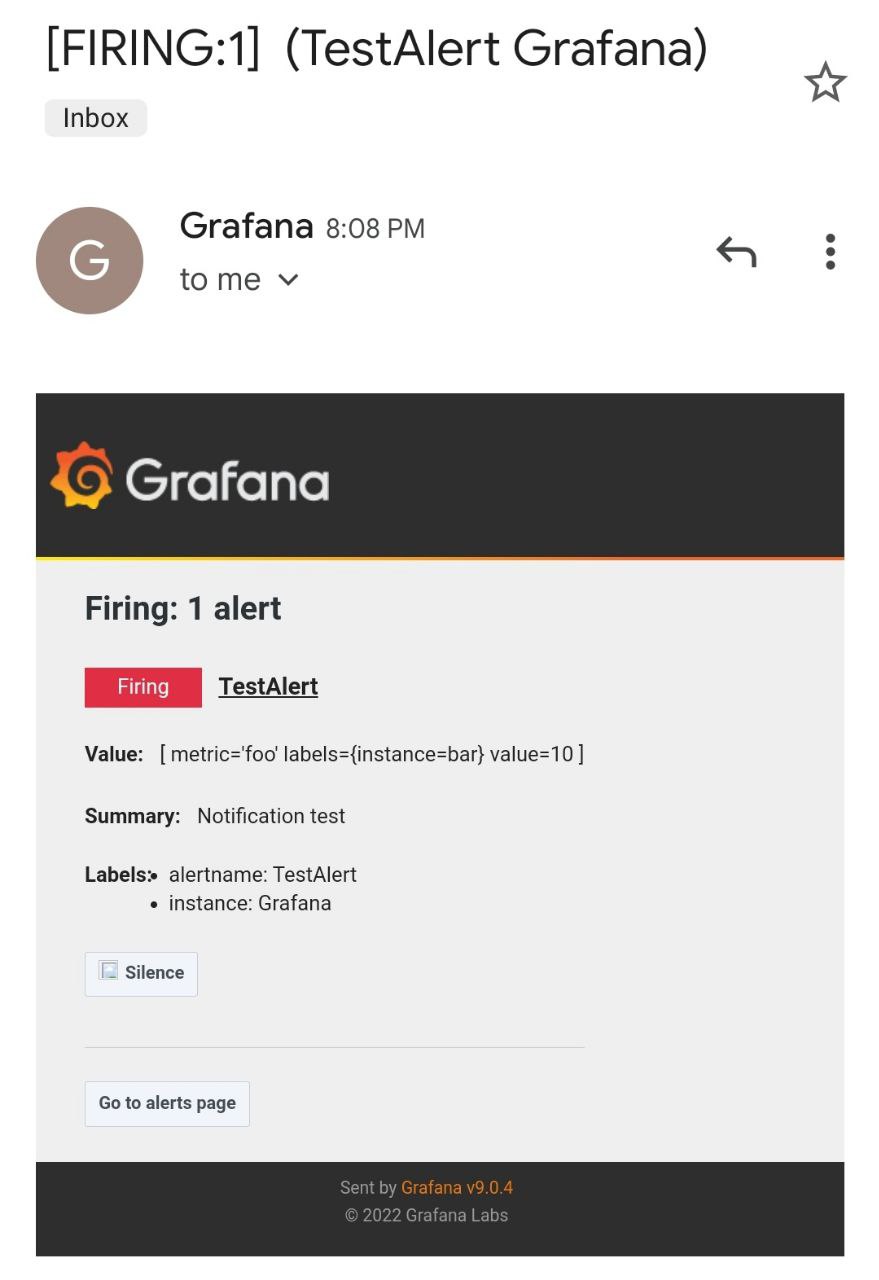 [FIRING:1]  (TestAlert Grafana)
Inbox
G
Grafana 8:08 PM
to me
Grafana
Firing: 1 alert
Firing TestAlert
Value: [ metric='foo' labels={instance=bar} value=10 ]
Summary: Notification test
Labels: • alertname: TestAlert
• instance: Grafana
Silence
Go to alerts page
Sent by Grafana v9.0.4
© 2022 Grafana Labs